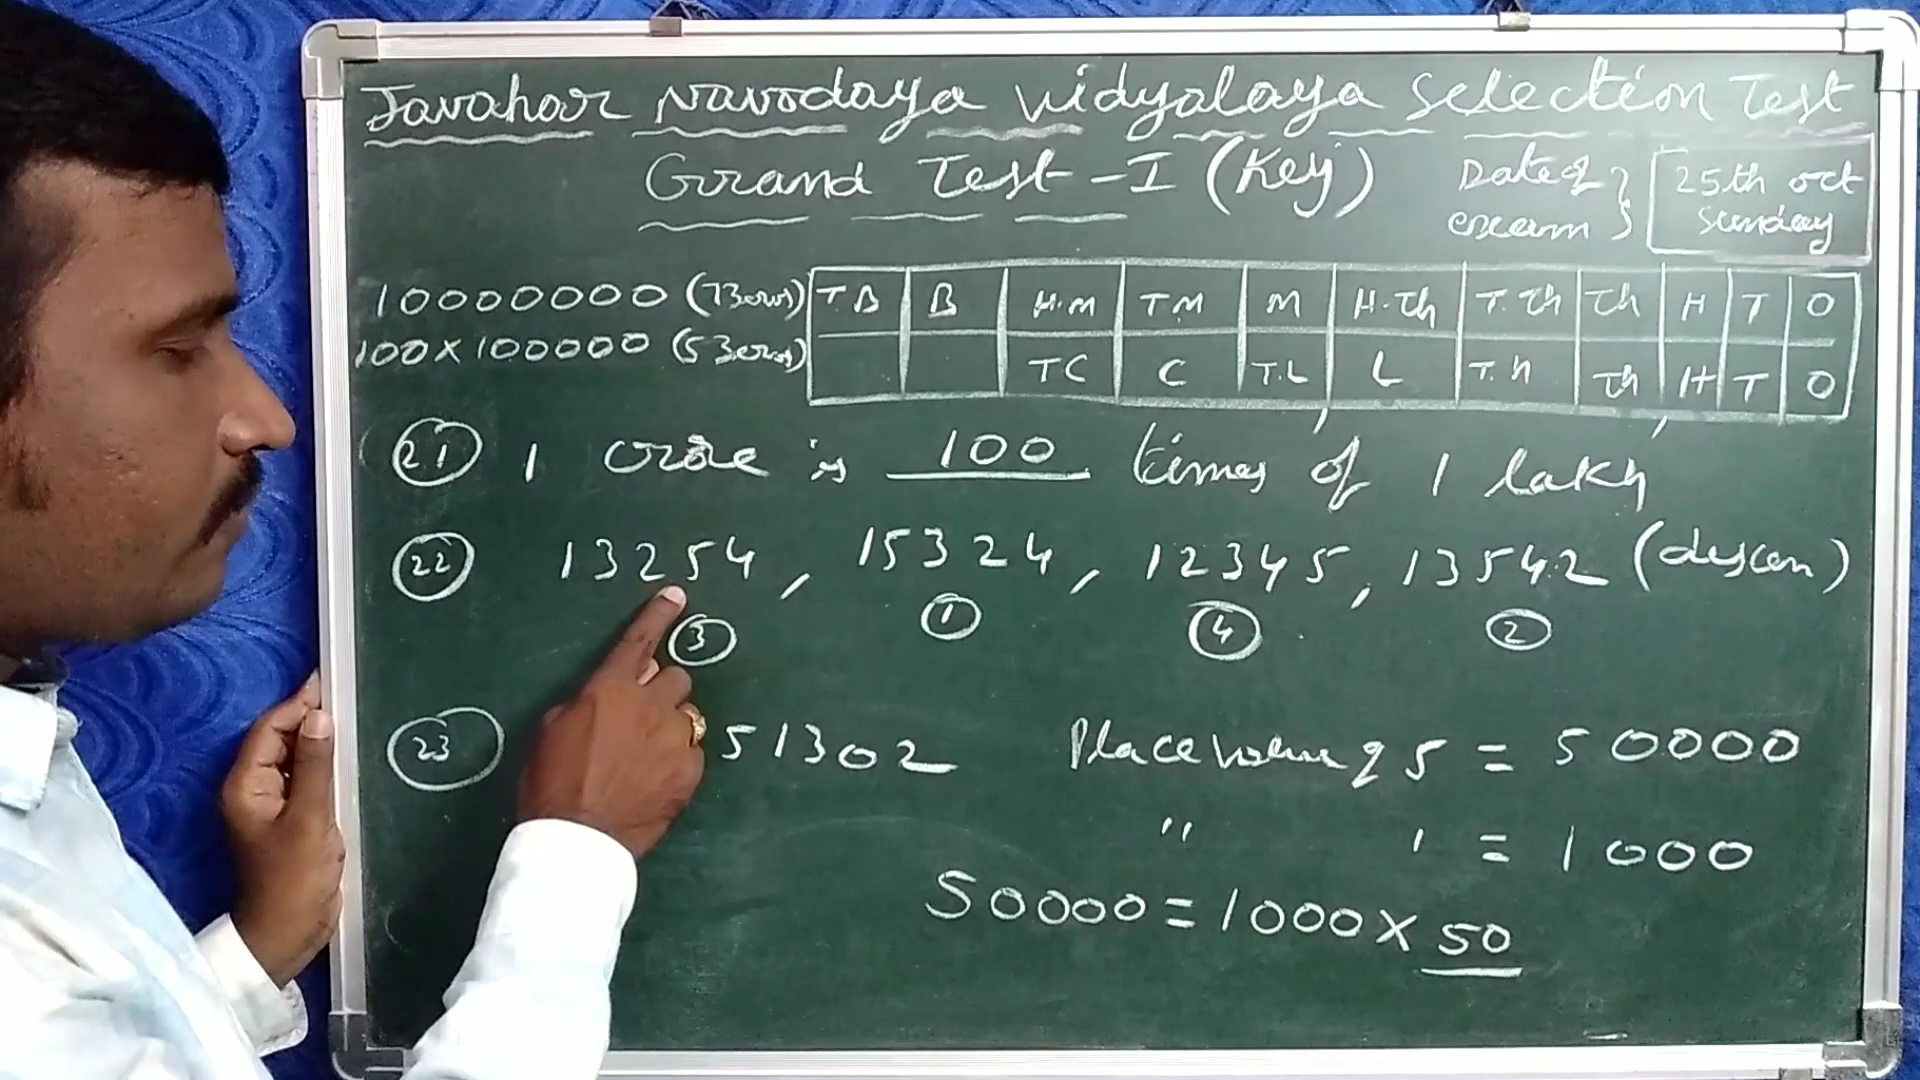 Javahar Navodaya Vidyalaya Selection Test
Grand Test - I (Key)
Date of exam } 25th oct Sunday
10000000 (7 Zeros)
100 X 100000 (5 Zeros)
T.B B H.M T.M M H.Th T.Th Th H T O
TC C T.L L T.H Th H T O
21 1 crore is 100 times of 1 lakh
22 13254, 15324, 12345, 13542 (descen)
3 1 4 2
23 51302 Place value of 5 = 50000
" 1 = 1000
50000 = 1000 X 50